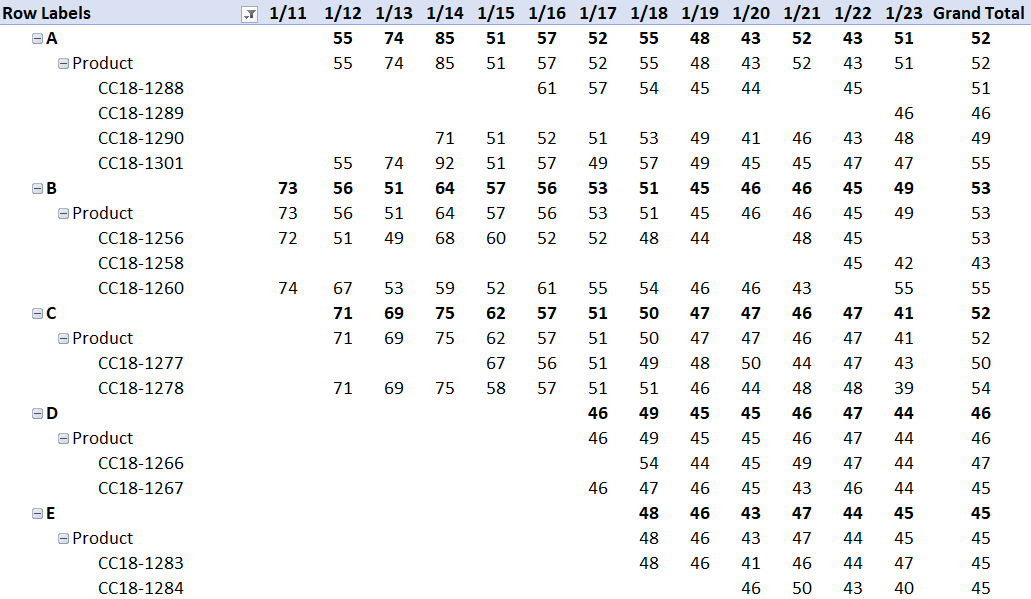 Row Labels 1/11 1/12 1/13 1/14 1/15 1/16 1/17 1/18 1/19 1/20 1/21 1/22 1/23 Grand Total
A 55 74 85 51 57 52 55 48 43 52 43 51 52
Product 55 74 85 51 57 52 55 48 43 52 43 51 52
CC18-1288 61 57 54 45 44 45 51
CC18-1289 46 46
CC18-1290 71 51 52 51 53 49 41 46 43 48 49
CC18-1301 55 74 92 51 57 49 57 49 45 45 47 47 55
B 73 56 51 64 57 56 53 51 45 46 46 45 49 53
Product 73 56 51 64 57 56 53 51 45 46 46 45 49 53
CC18-1256 72 51 49 68 60 52 52 48 44 48 45 53
CC18-1258 45 42 43
CC18-1260 74 67 53 59 52 61 55 54 46 46 43 55 55
C 71 69 75 62 57 51 50 47 47 46 47 41 52
Product 71 69 75 62 57 51 50 47 47 46 47 41 52
CC18-1277 67 56 51 49 48 50 44 47 43 50
CC18-1278 71 69 75 58 57 51 51 46 44 48 48 39 54
D 46 49 45 45 46 47 44 46
Product 46 49 45 45 46 47 44 46
CC18-1266 54 44 45 49 47 44 47
CC18-1267 46 47 46 45 43 46 44 45
E 48 46 43 47 44 45 45
Product 48 46 43 47 44 45 45
CC18-1283 48 46 41 46 44 47 45
CC18-1284 46 50 43 40 45